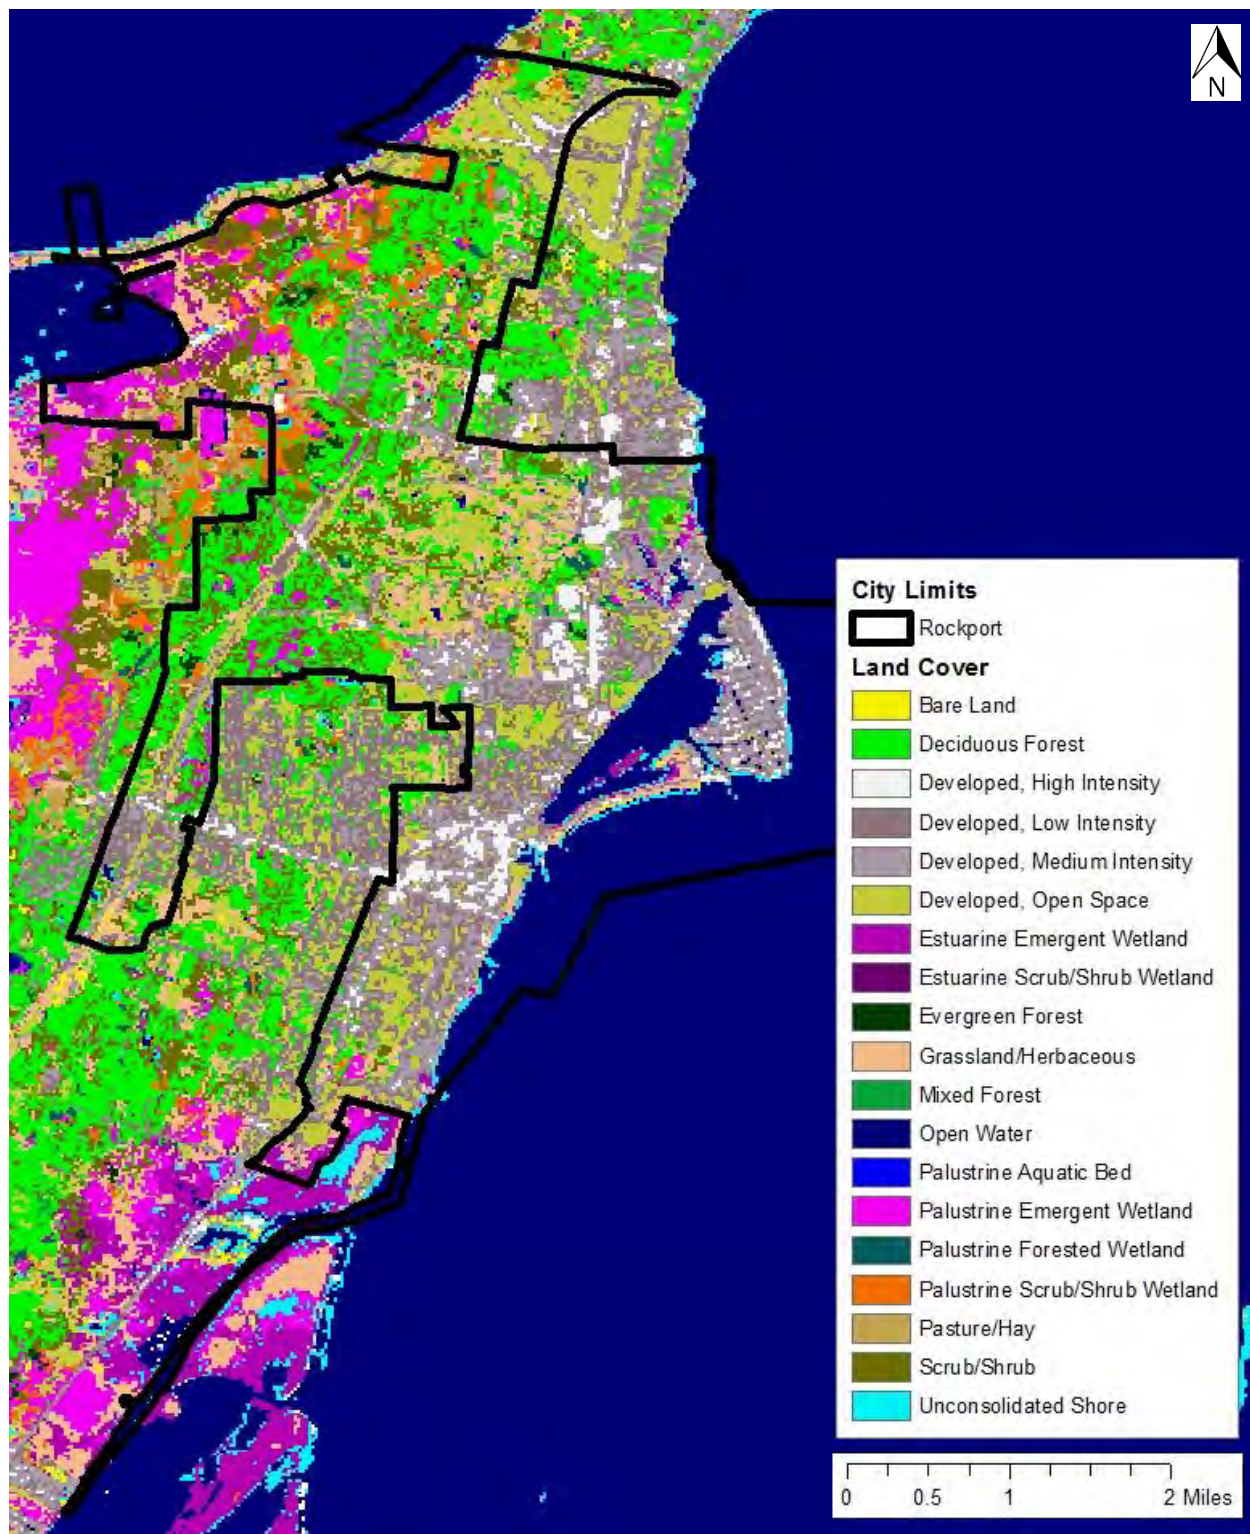 N
City Limits
Rockport
Land Cover
Bare Land
Deciduous Forest
Developed, High Intensity
Developed, Low Intensity
Developed, Medium Intensity
Developed, Open Space
Estuarine Emergent Wetland
Estuarine Scrub/Shrub Wetland
Evergreen Forest
Grassland/Herbaceous
Mixed Forest
Open Water
Palustrine Aquatic Bed
Palustrine Emergent Wetland
Palustrine Forested Wetland
Palustrine Scrub/Shrub Wetland
Pasture/Hay
Scrub/Shrub
Unconsolidated Shore
0 0.5 1 2 Miles